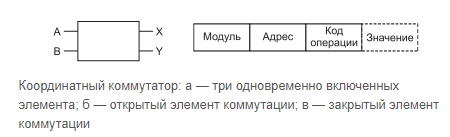 A X
B Y
Модуль Адрес Код операции Значение
Координатный коммутатор: а — три одновременно включенных
элемента; б — открытый элемент коммутации; в — закрытый элемент
коммутации